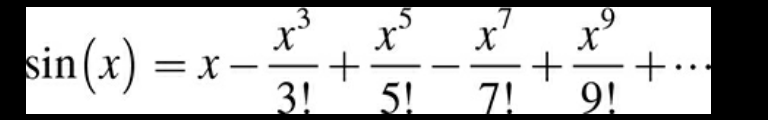 sin(x) = x − x³/3! + x⁵/5! − x⁷/7! + x⁹/9! + ⋯